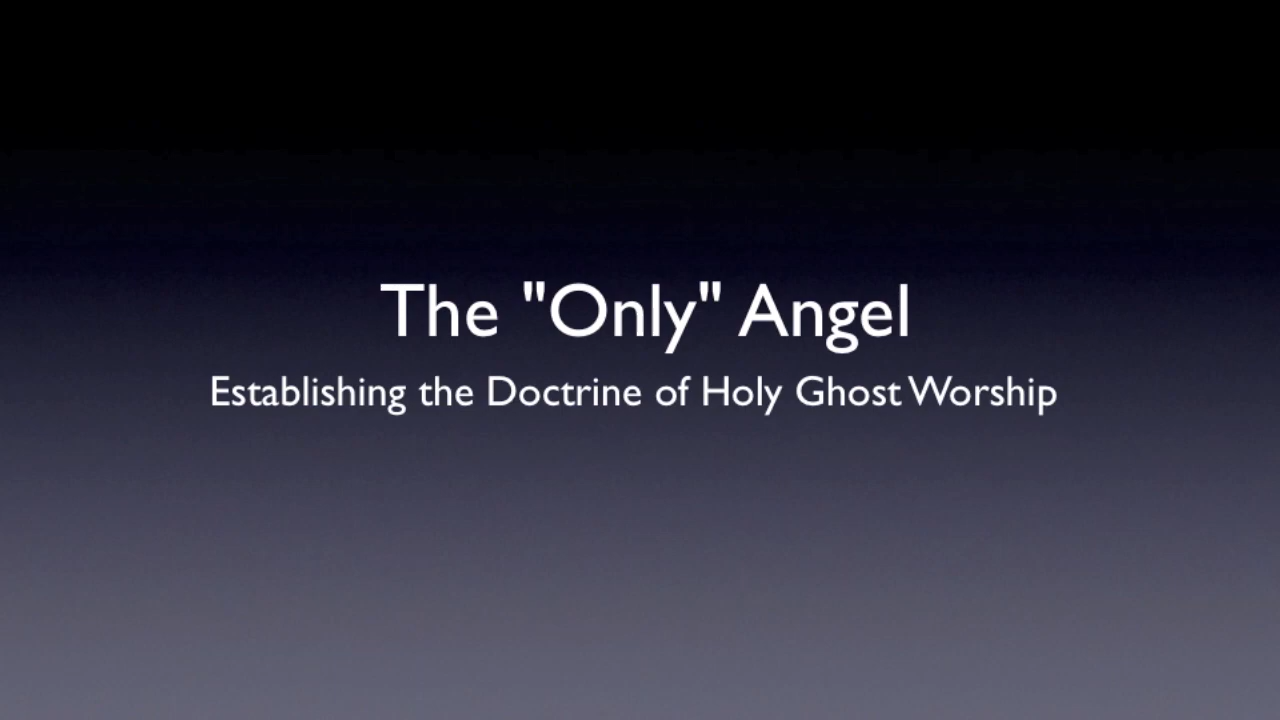 The "Only" Angel
Establishing the Doctrine of Holy Ghost Worship